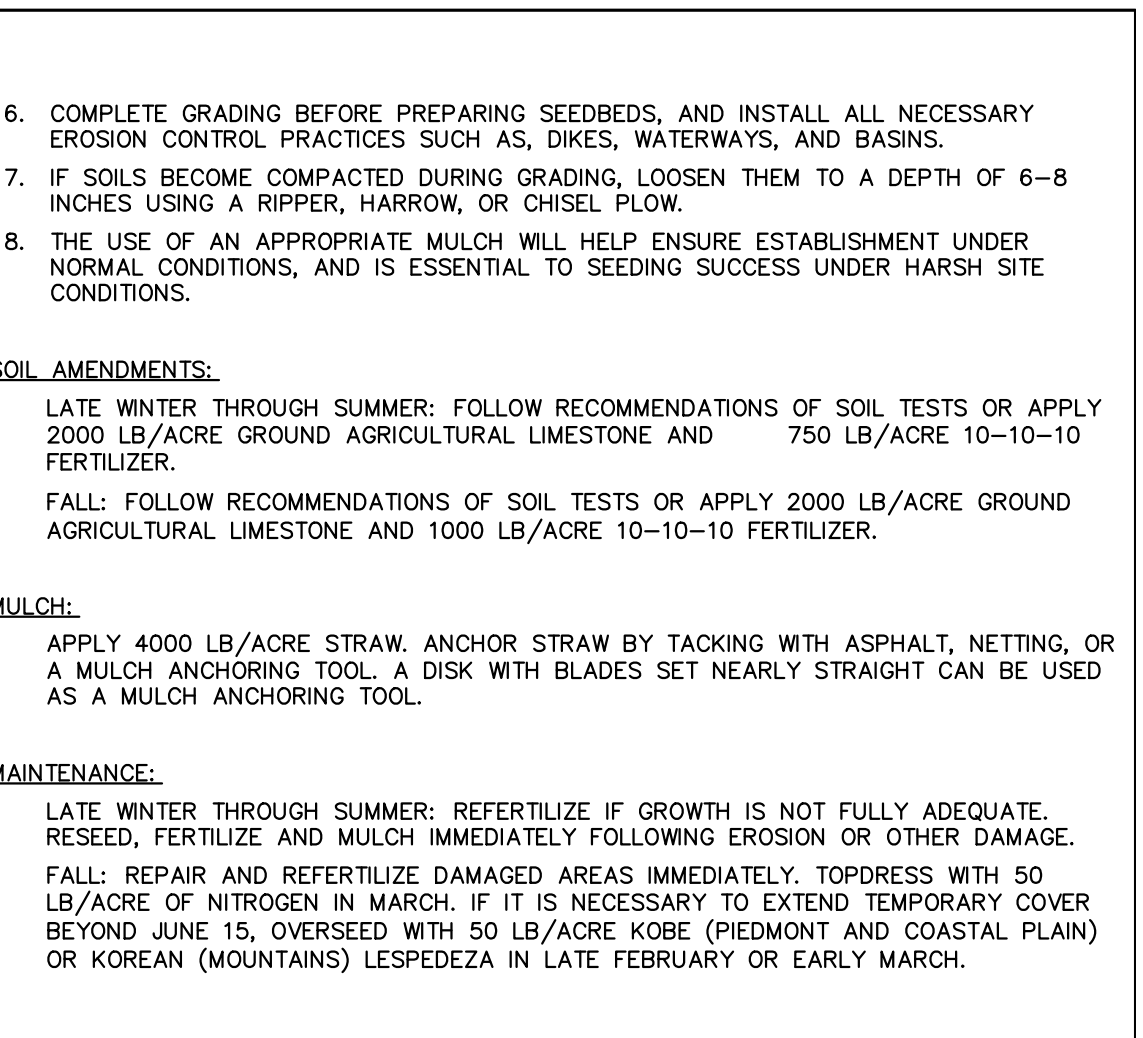 6. COMPLETE GRADING BEFORE PREPARING SEEDBEDS, AND INSTALL ALL NECESSARY
EROSION CONTROL PRACTICES SUCH AS, DIKES, WATERWAYS, AND BASINS.
7. IF SOILS BECOME COMPACTED DURING GRADING, LOOSEN THEM TO A DEPTH OF 6–8
INCHES USING A RIPPER, HARROW, OR CHISEL PLOW.
8. THE USE OF AN APPROPRIATE MULCH WILL HELP ENSURE ESTABLISHMENT UNDER
NORMAL CONDITIONS, AND IS ESSENTIAL TO SEEDING SUCCESS UNDER HARSH SITE
CONDITIONS.
SOIL AMENDMENTS:
LATE WINTER THROUGH SUMMER: FOLLOW RECOMMENDATIONS OF SOIL TESTS OR APPLY
2000 LB/ACRE GROUND AGRICULTURAL LIMESTONE AND 750 LB/ACRE 10–10–10
FERTILIZER.
FALL: FOLLOW RECOMMENDATIONS OF SOIL TESTS OR APPLY 2000 LB/ACRE GROUND
AGRICULTURAL LIMESTONE AND 1000 LB/ACRE 10–10–10 FERTILIZER.
MULCH:
APPLY 4000 LB/ACRE STRAW. ANCHOR STRAW BY TACKING WITH ASPHALT, NETTING, OR
A MULCH ANCHORING TOOL. A DISK WITH BLADES SET NEARLY STRAIGHT CAN BE USED
AS A MULCH ANCHORING TOOL.
MAINTENANCE:
LATE WINTER THROUGH SUMMER: REFERTILIZE IF GROWTH IS NOT FULLY ADEQUATE.
RESEED, FERTILIZE AND MULCH IMMEDIATELY FOLLOWING EROSION OR OTHER DAMAGE.
FALL: REPAIR AND REFERTILIZE DAMAGED AREAS IMMEDIATELY. TOPDRESS WITH 50
LB/ACRE OF NITROGEN IN MARCH. IF IT IS NECESSARY TO EXTEND TEMPORARY COVER
BEYOND JUNE 15, OVERSEED WITH 50 LB/ACRE KOBE (PIEDMONT AND COASTAL PLAIN)
OR KOREAN (MOUNTAINS) LESPEDEZA IN LATE FEBRUARY OR EARLY MARCH.